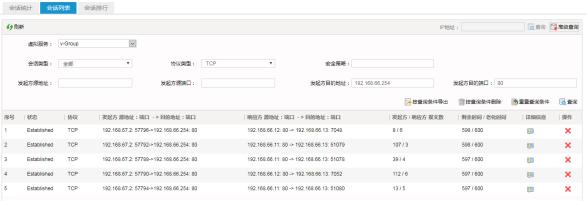 会话统计 会话列表 会话排行
刷新 IP地址： 查询 高级查询
虚拟服务： v-Group
会话类型： 全部 协议类型： TCP 安全策略：
发起方源地址： 发起方源端口： 发起方目的地址： 192.168.66.254 发起方目的端口： 80
按查询条件导出 按查询条件删除 重置查询条件 查询
序号 状态 协议 发起方 源地址：端口 -> 目的地址：端口 响应方 源地址：端口 -> 目的地址：端口 发起方 / 响应方 报文数 剩余时间 / 老化时间 详细信息 操作
1 Established TCP 192.168.67.2: 57796->192.168.66.254: 80 192.168.66.12: 80 -> 192.168.66.13: 7048 8 / 6 598 / 600
2 Established TCP 192.168.67.2: 57792->192.168.66.254: 80 192.168.66.11: 80 -> 192.168.66.13: 51079 107 / 3 598 / 600
3 Established TCP 192.168.67.2: 57788->192.168.66.254: 80 192.168.66.11: 80 -> 192.168.66.13: 51078 39 / 4 597 / 600
4 Established TCP 192.168.67.2: 57790->192.168.66.254: 80 192.168.66.12: 80 -> 192.168.66.13: 7052 112 / 6 597 / 600
5 Established TCP 192.168.67.2: 57794->192.168.66.254: 80 192.168.66.11: 80 -> 192.168.66.13: 51080 13 / 5 597 / 600